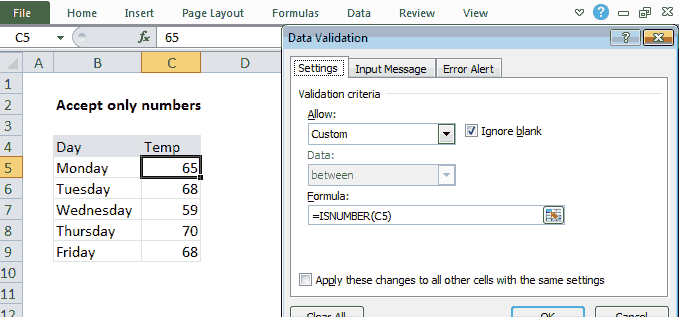 File Home Insert Page Layout Formulas Data Review View
C5 fx 65
Data Validation
A B C D
1
2 Accept only numbers
3
4 Day Temp
5 Monday 65
6 Tuesday 68
7 Wednesday 59
8 Thursday 70
9 Friday 68
10
11
12
Settings Input Message Error Alert
Validation criteria
Allow:
Custom Ignore blank
Data:
between
Formula:
=ISNUMBER(C5)
Apply these changes to all other cells with the same settings
Clear All OK Cancel